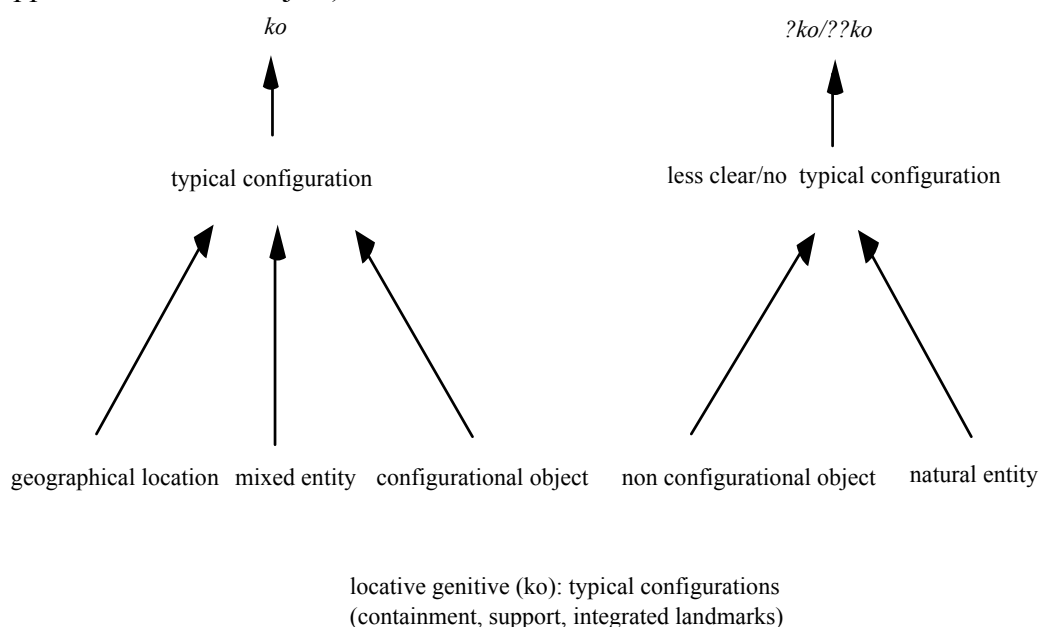 ko ?ko/??ko
typical configuration less clear/no typical configuration
geographical location mixed entity configurational object non configurational object natural entity
locative genitive (ko): typical configurations
(containment, support, integrated landmarks)